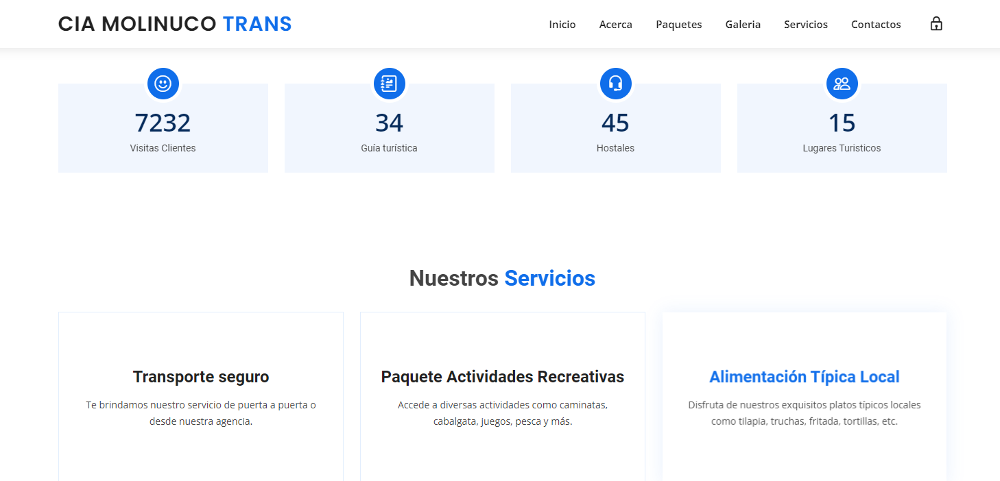 CIA MOLINUCO TRANS
Inicio Acerca Paquetes Galeria Servicios Contactos
7232
Visitas Clientes
34
Guía turística
45
Hostales
15
Lugares Turisticos
Nuestros Servicios
Transporte seguro
Te brindamos nuestro servicio de puerta a puerta o
desde nuestra agencia.
Paquete Actividades Recreativas
Accede a diversas actividades como caminatas,
cabalgata, juegos, pesca y más.
Alimentación Típica Local
Disfruta de nuestros exquisitos platos típicos locales
como tilapia, truchas, fritada, tortillas, etc.